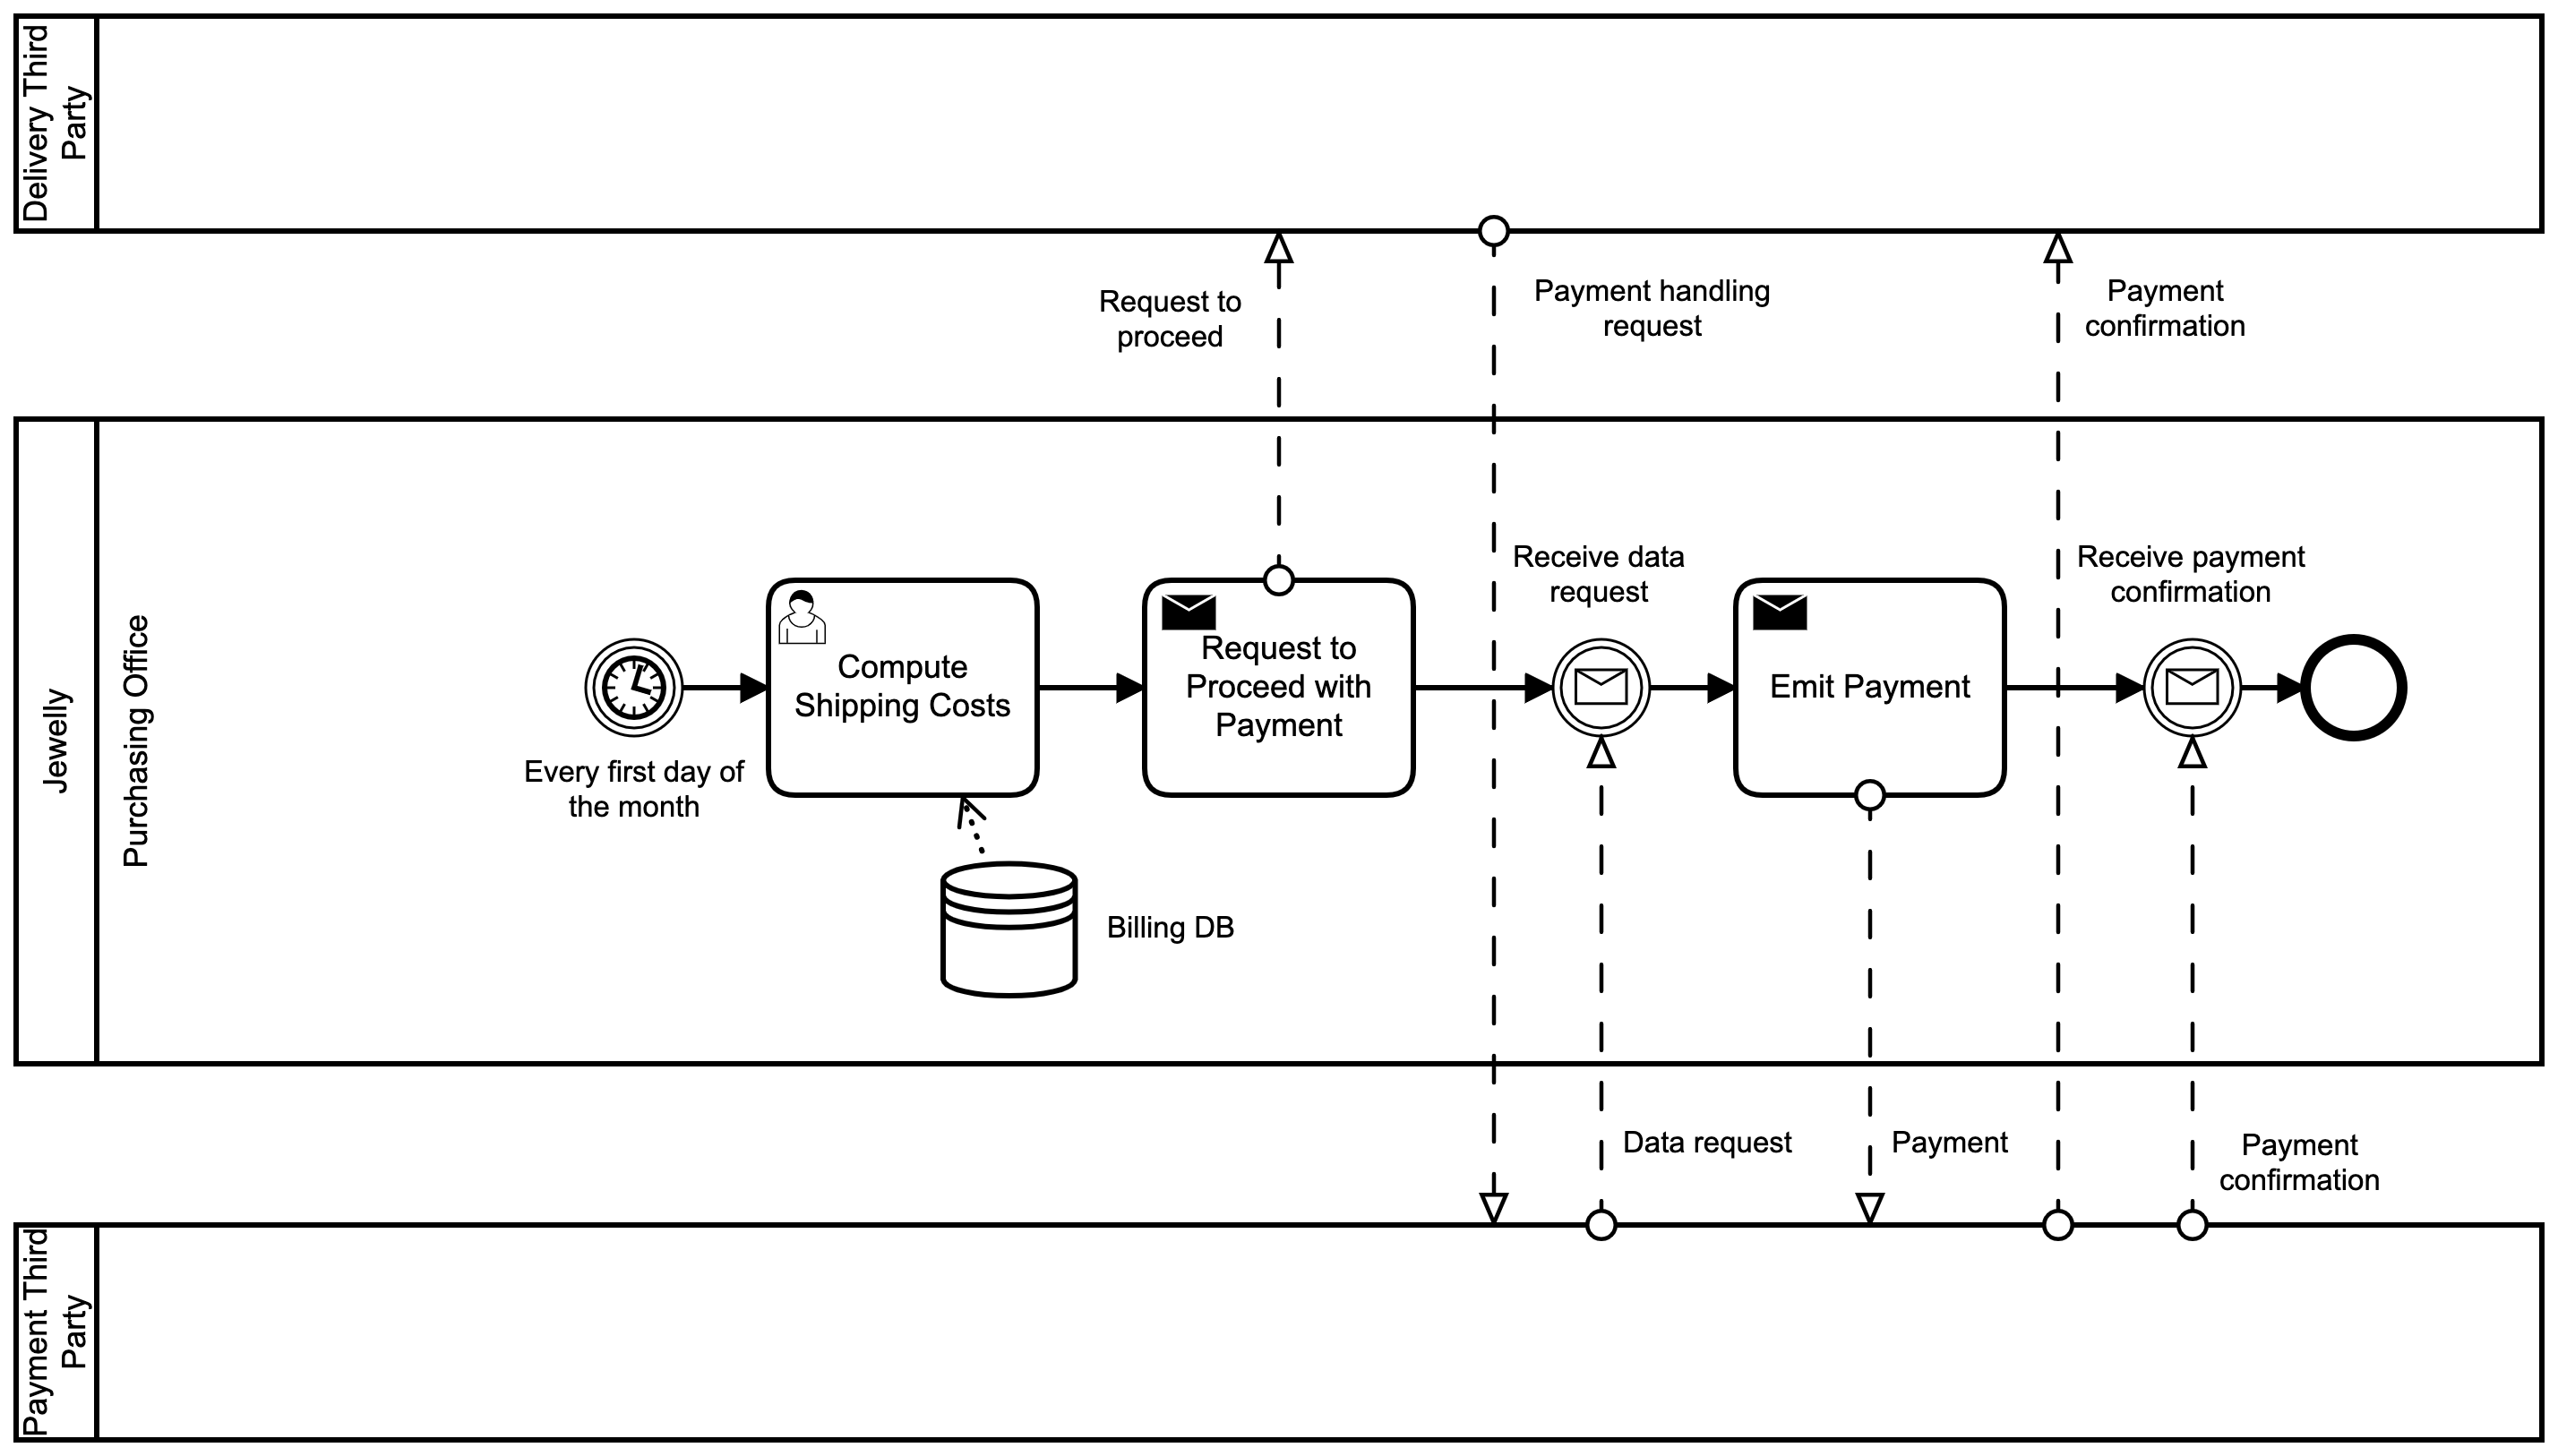 Delivery Third
Party
Request to
proceed
Payment handling
request
Payment
confirmation
Jewelly
Purchasing Office
Every first day of
the month
Compute
Shipping Costs
Billing DB
Request to
Proceed with
Payment
Receive data
request
Emit Payment
Receive payment
confirmation
Data request
Payment
Payment
confirmation
Payment Third
Party